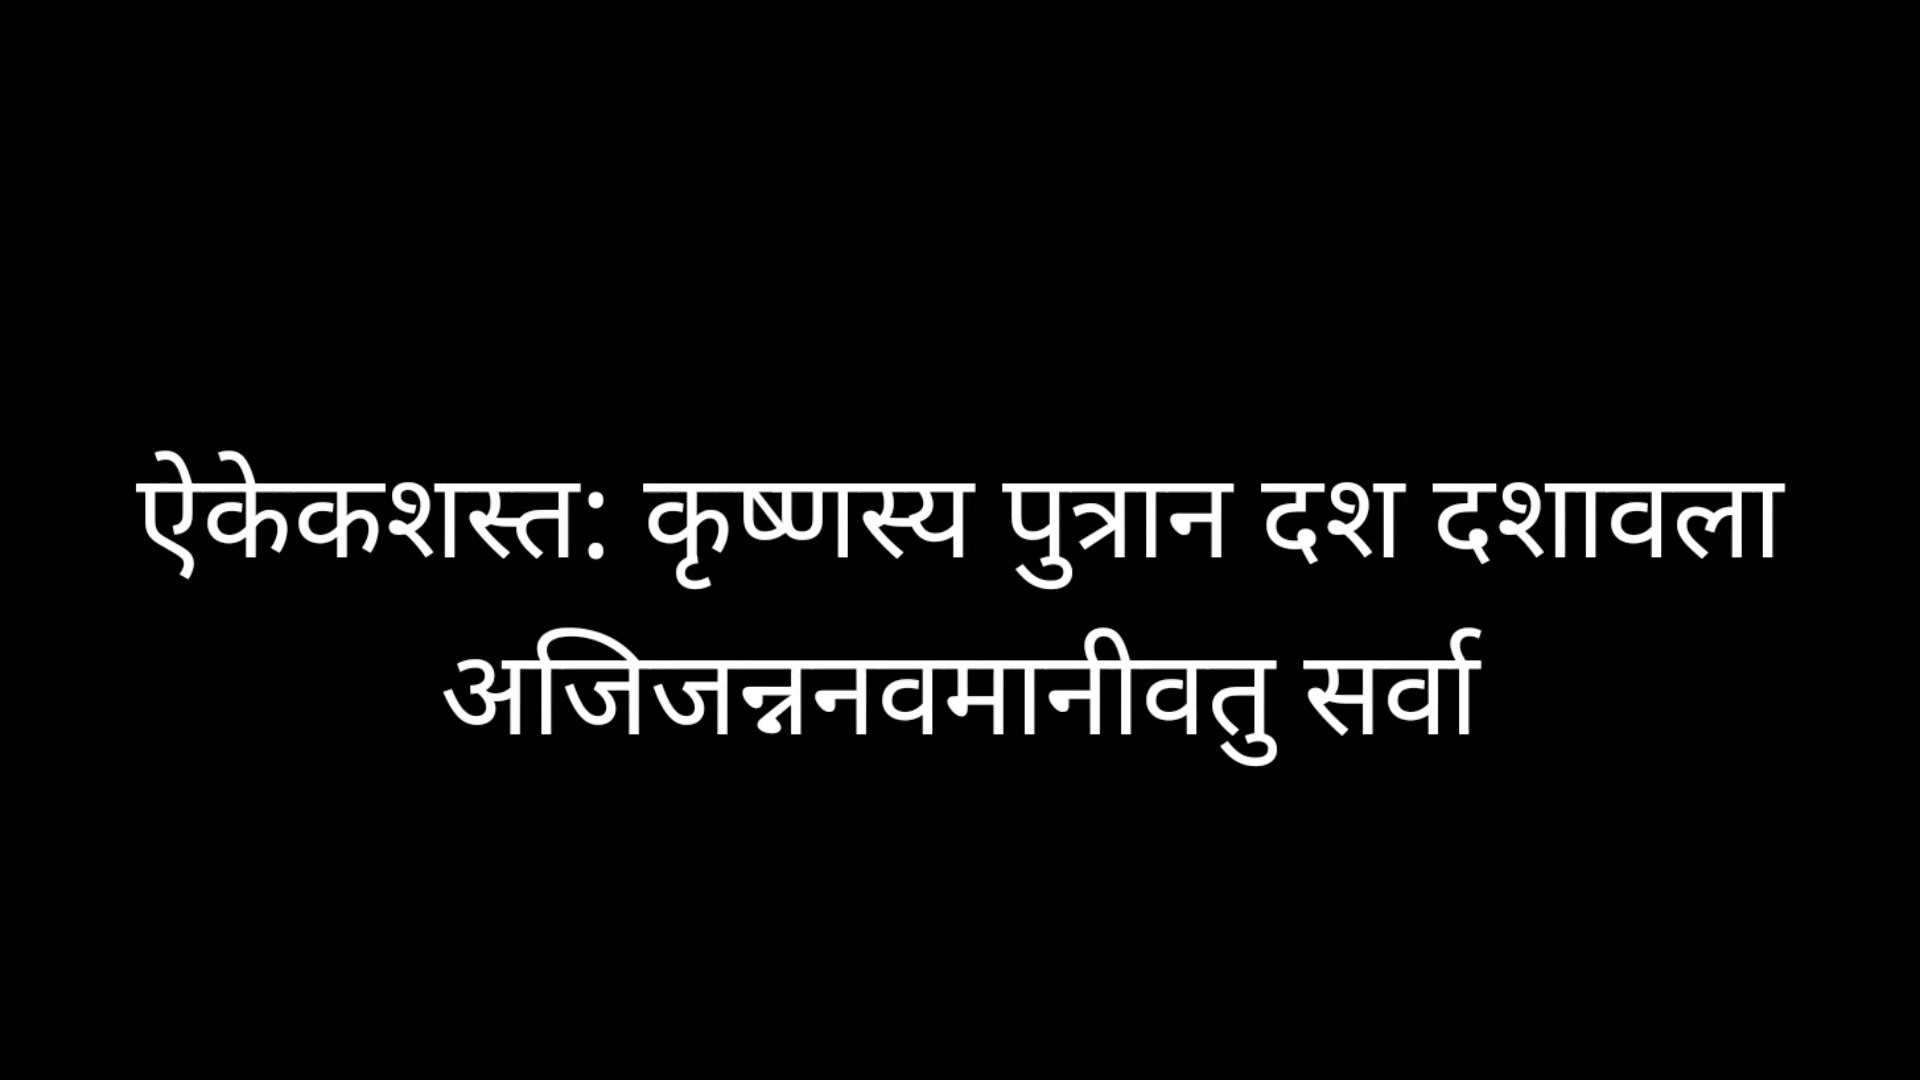 ऐकेकशस्त: कृष्णस्य पुत्रान दश दशावला
अजिजन्ननवमानीवतु सर्वा